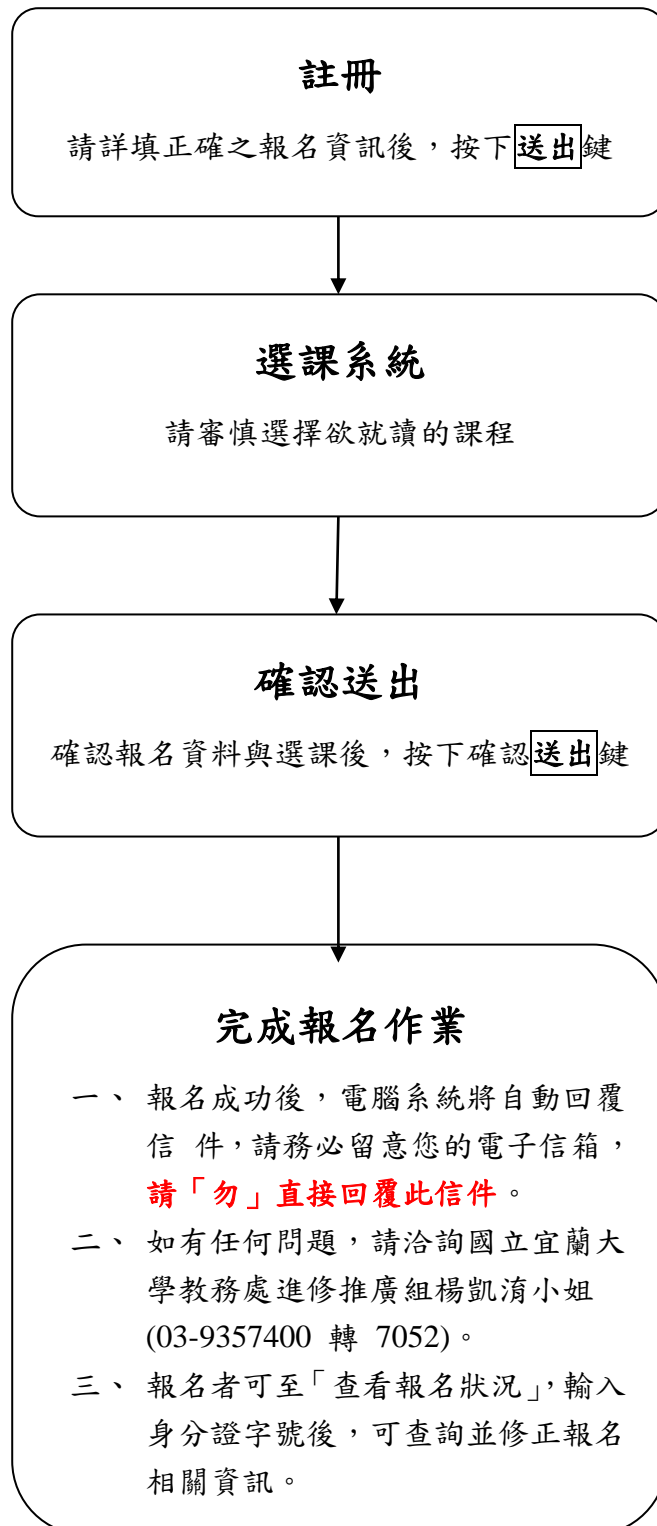 註冊
請詳填正確之報名資訊後，按下送出鍵
選課系統
請審慎選擇欲就讀的課程
確認送出
確認報名資料與選課後，按下確認送出鍵
完成報名作業
一、 報名成功後，電腦系統將自動回覆
信 件，請務必留意您的電子信箱，
請「勿」直接回覆此信件。
二、 如有任何問題，請洽詢國立宜蘭大
學教務處進修推廣組楊凱淯小姐
(03-9357400 轉 7052)。
三、 報名者可至「查看報名狀況」，輸入
身分證字號後，可查詢並修正報名
相關資訊。